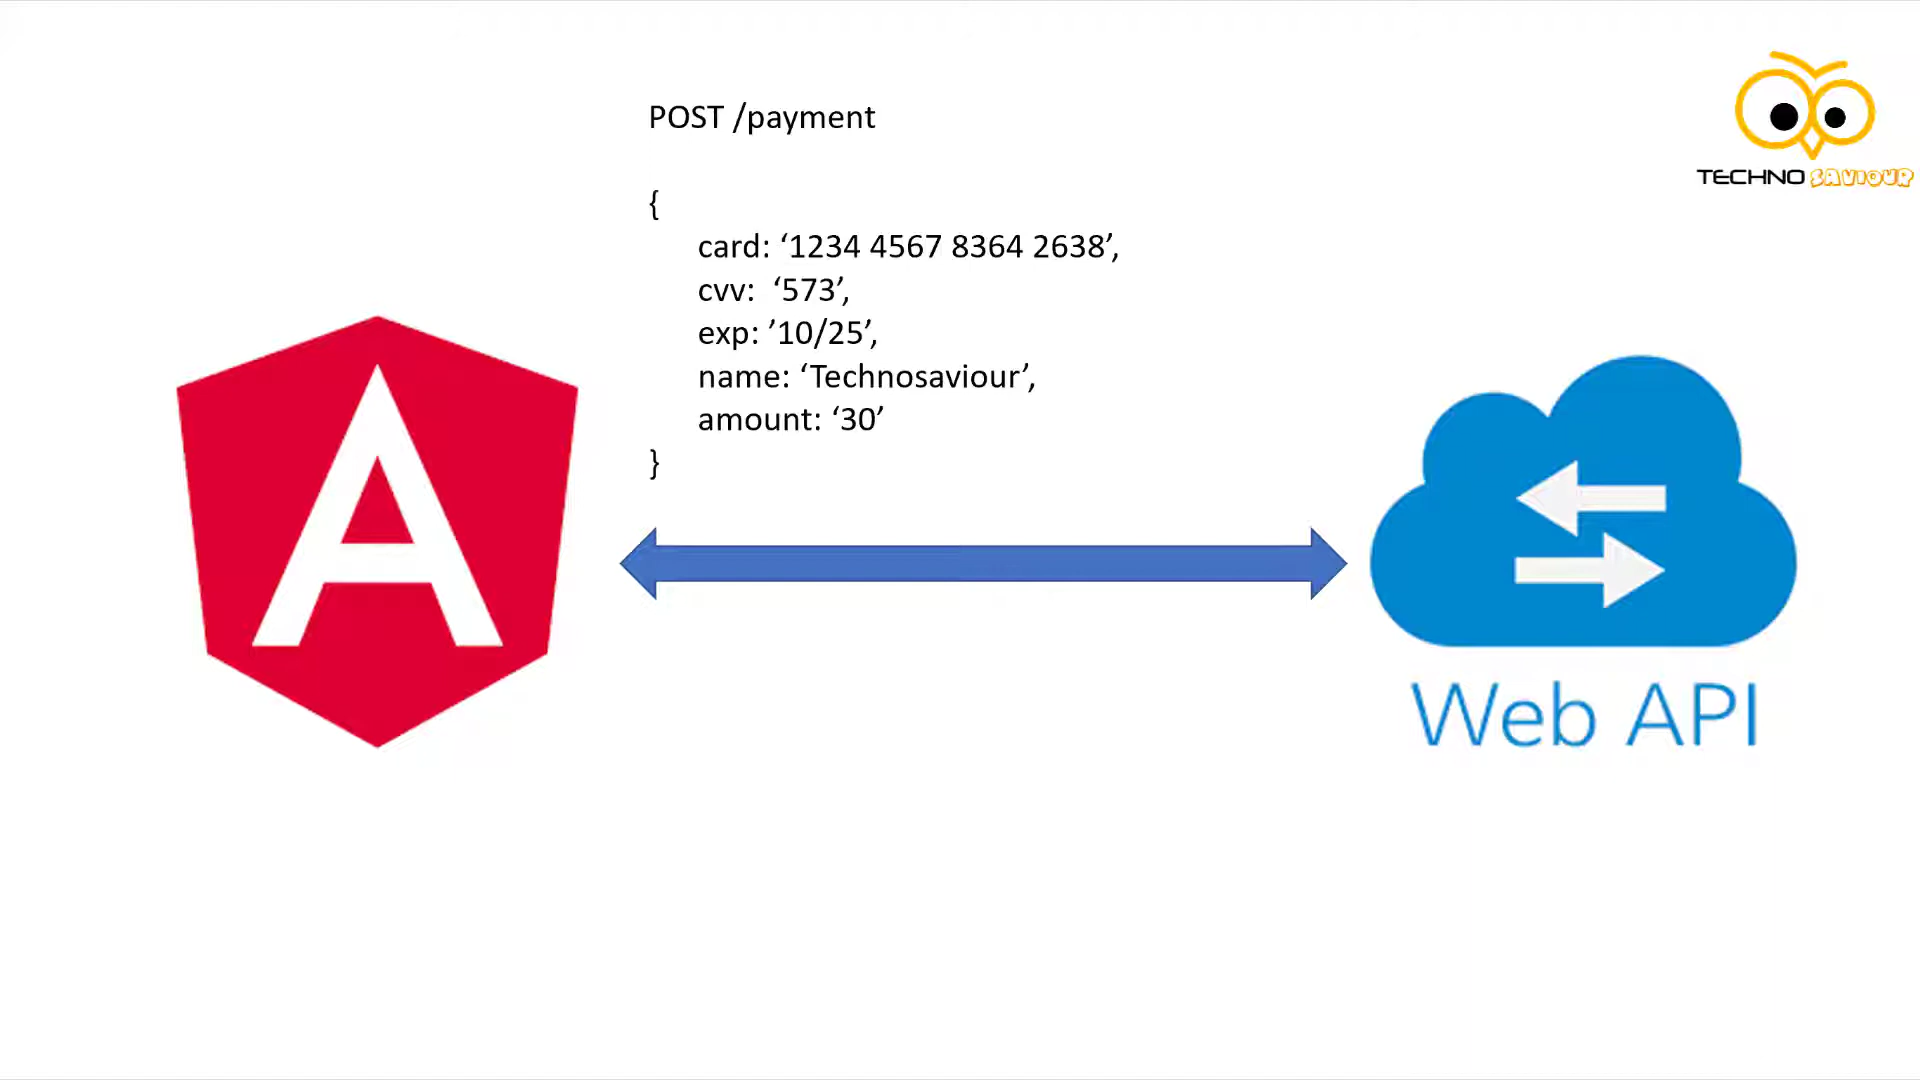 POST /payment
{
card: ‘1234 4567 8364 2638’,
cvv: ‘573’,
exp: ’10/25’,
name: ‘Technosaviour’,
amount: ‘30’
}
TECHNO SAVIOUR
A
Web API